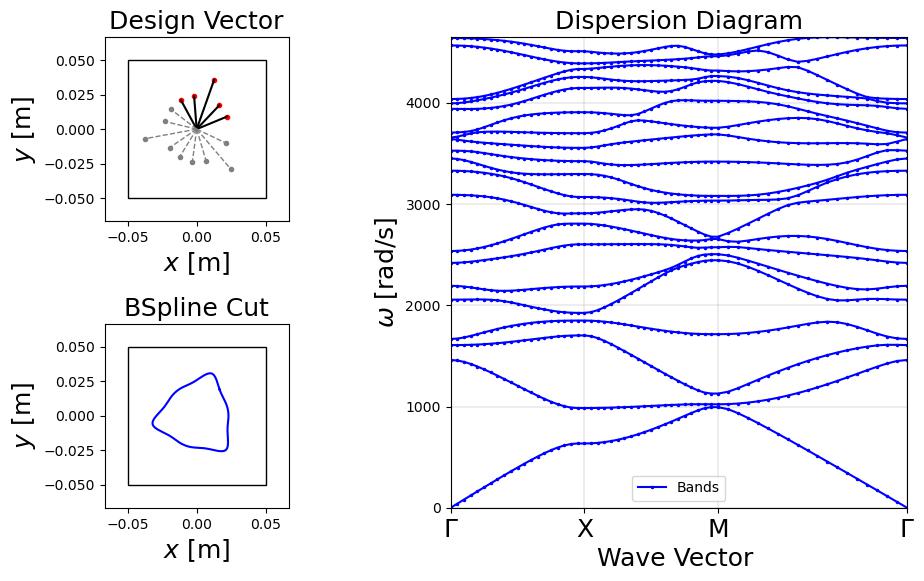 Design Vector
0.050
0.025
0.000
−0.025
−0.050
y [m]
−0.05 0.00 0.05
x [m]
BSpline Cut
0.050
0.025
0.000
−0.025
−0.050
y [m]
−0.05 0.00 0.05
x [m]
Dispersion Diagram
4000
3000
2000
1000
0
ω [rad/s]
Bands
Γ X M Γ
Wave Vector